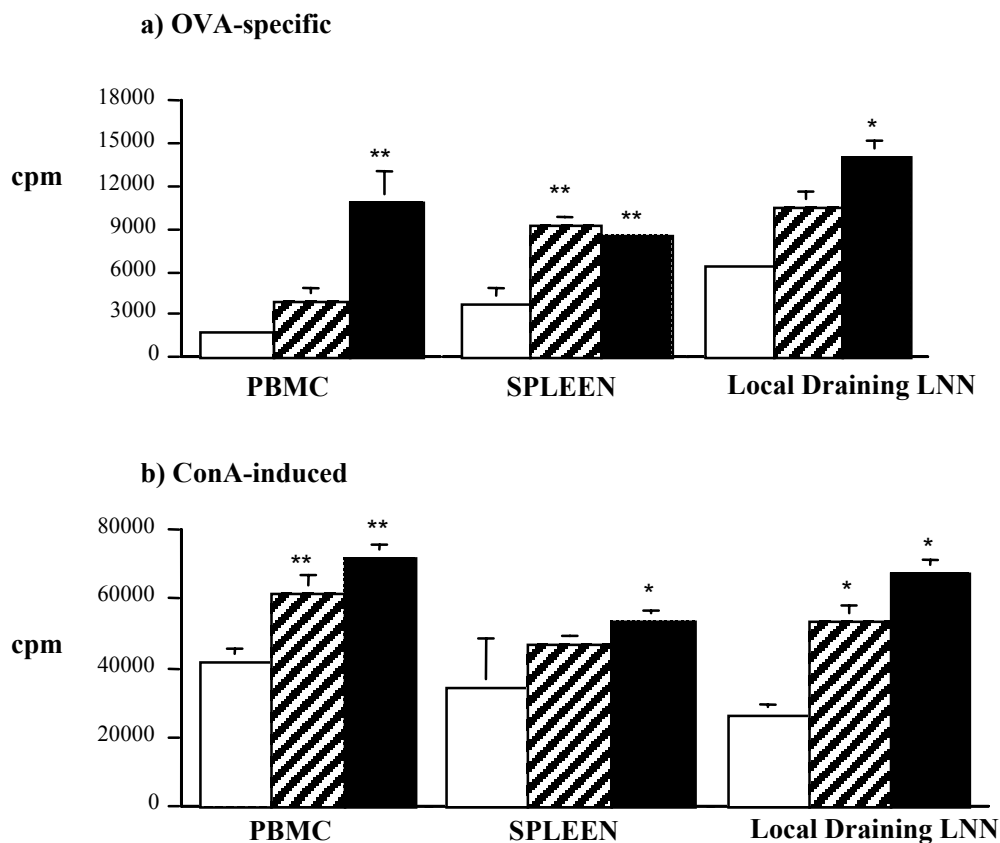 a) OVA-specific
18000
**
*
15000
cpm
12000
**
**
9000
6000
3000
0
PBMC
SPLEEN
Local Draining LNN
b) ConA-induced
80000
**
*
**
60000
*
*
cpm
40000
20000
0
PBMC
SPLEEN
Local Draining LNN